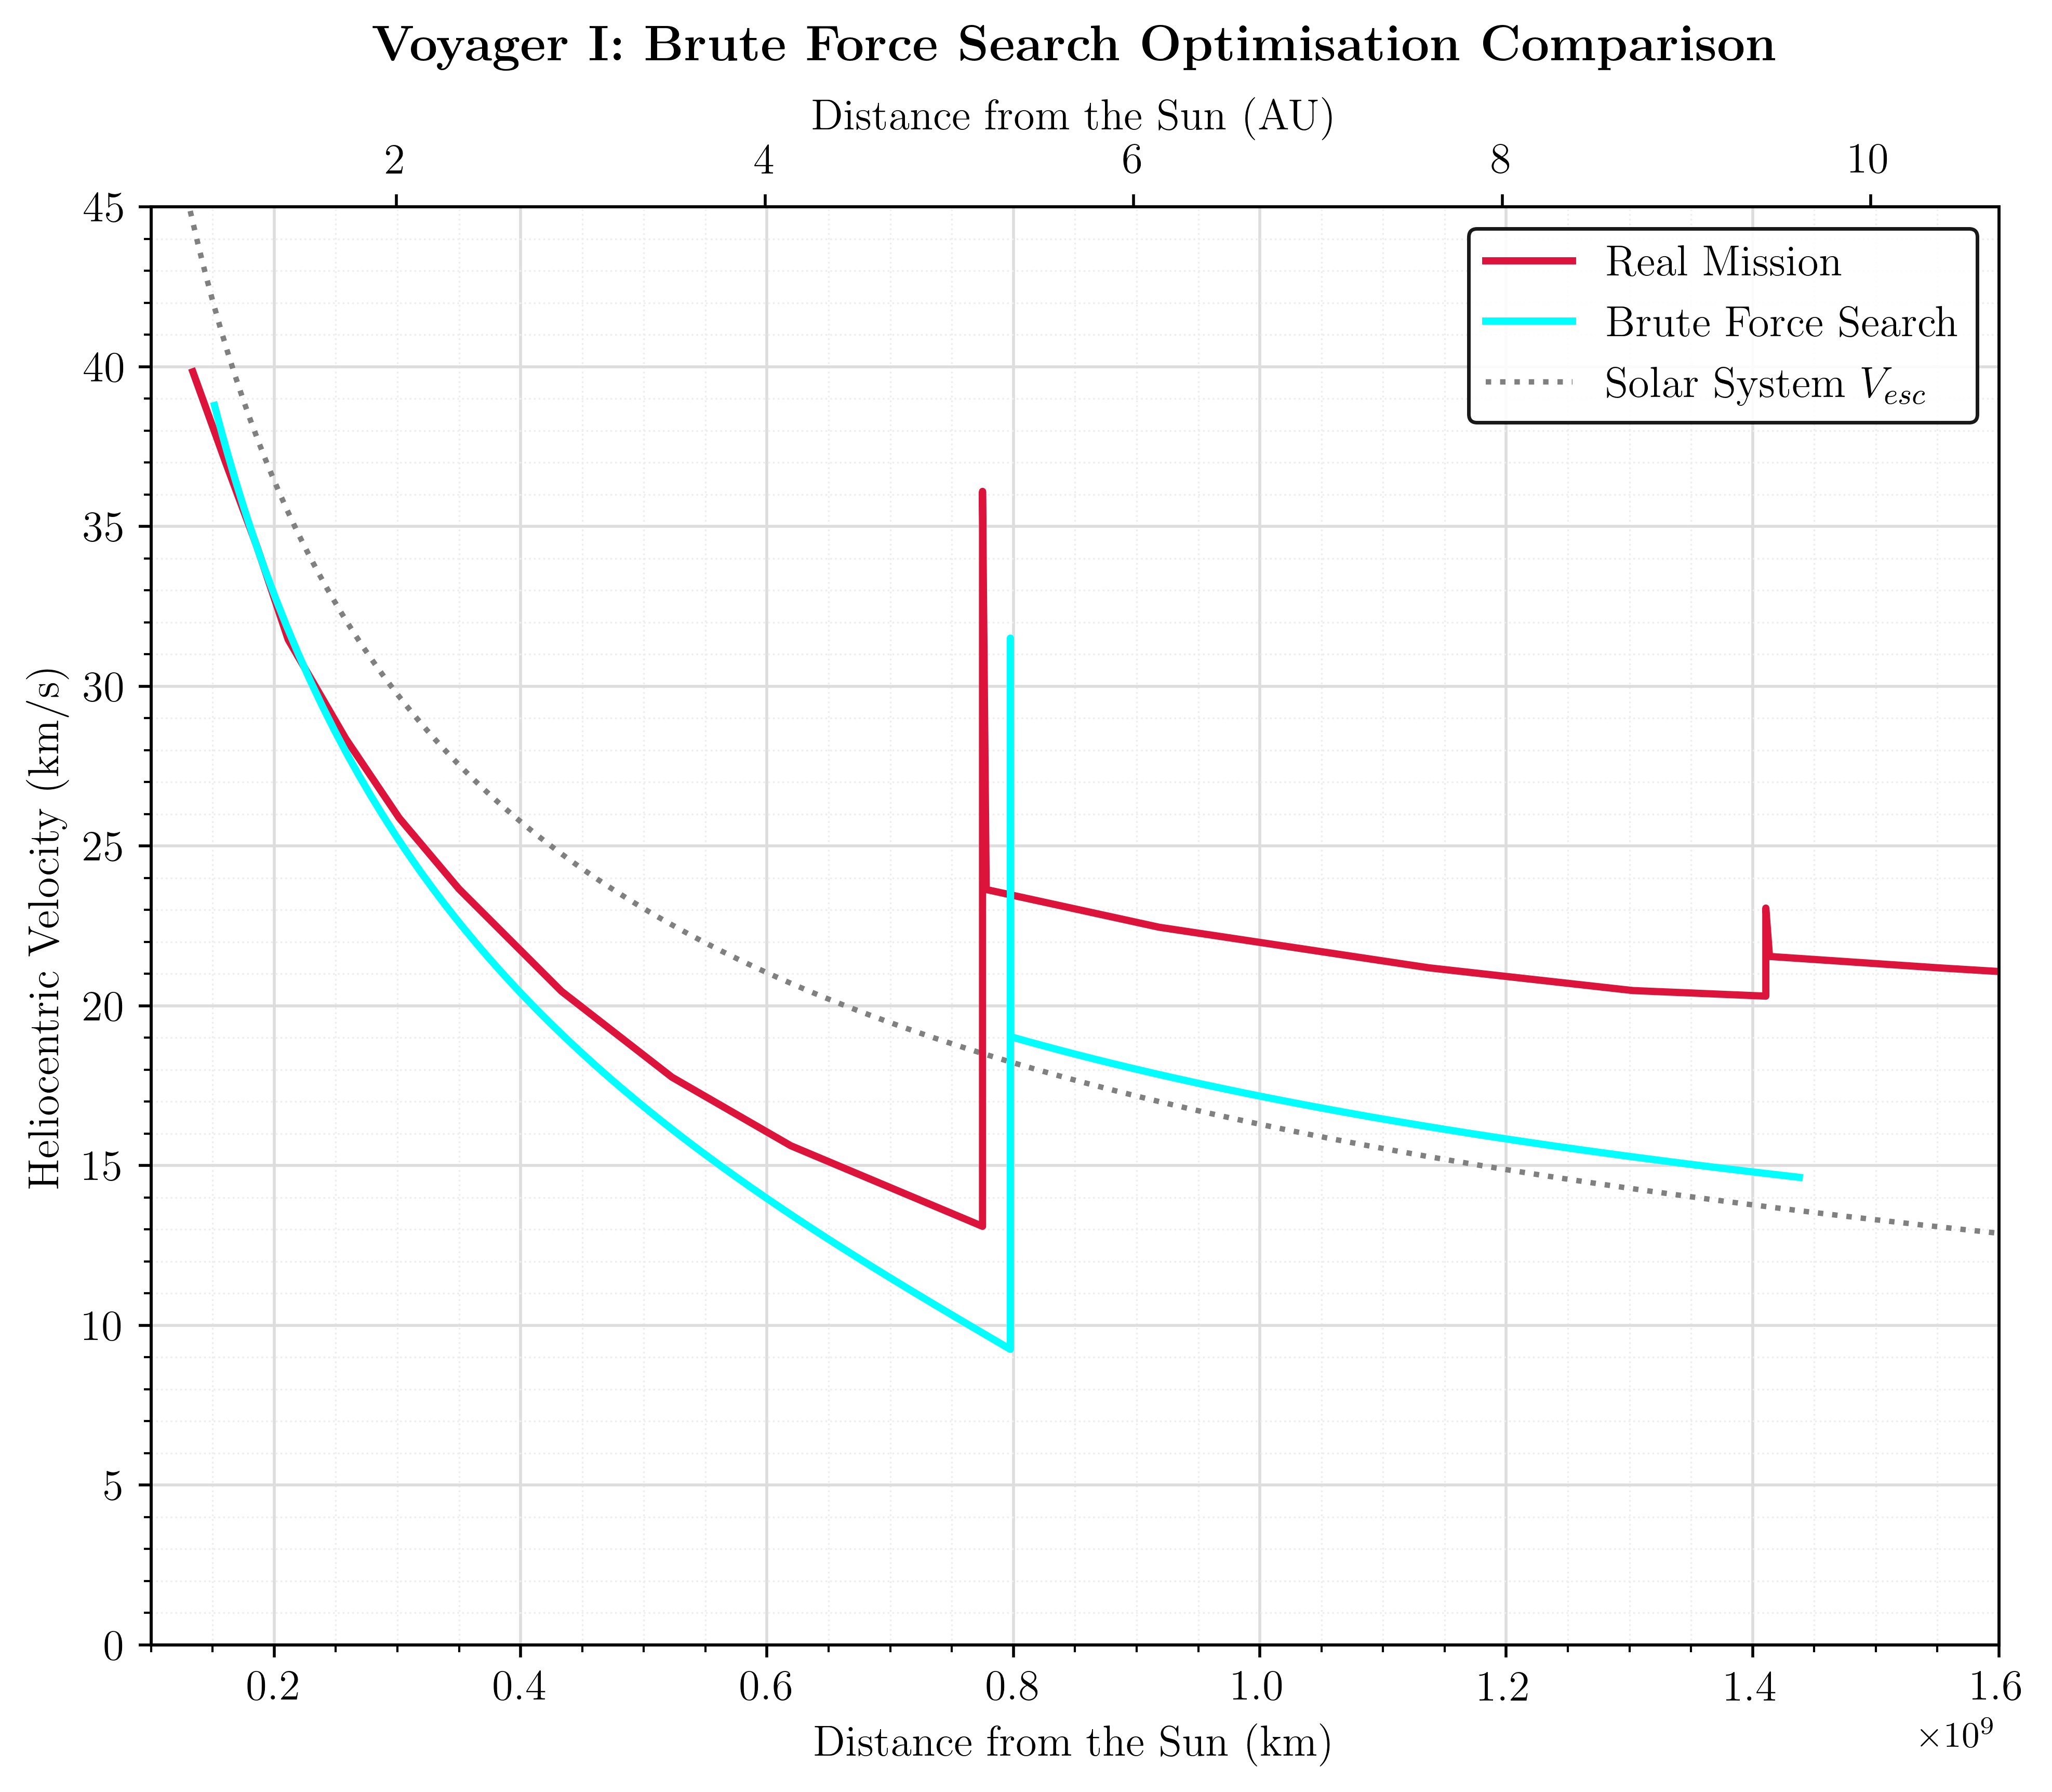 Voyager I: Brute Force Search Optimisation Comparison
Distance from the Sun (AU)
2 4 6 8 10
Real Mission
Brute Force Search
Solar System V_esc
Heliocentric Velocity (km/s)
45
40
35
30
25
20
15
10
5
0
0.2 0.4 0.6 0.8 1.0 1.2 1.4 1.6
Distance from the Sun (km)
×10⁹